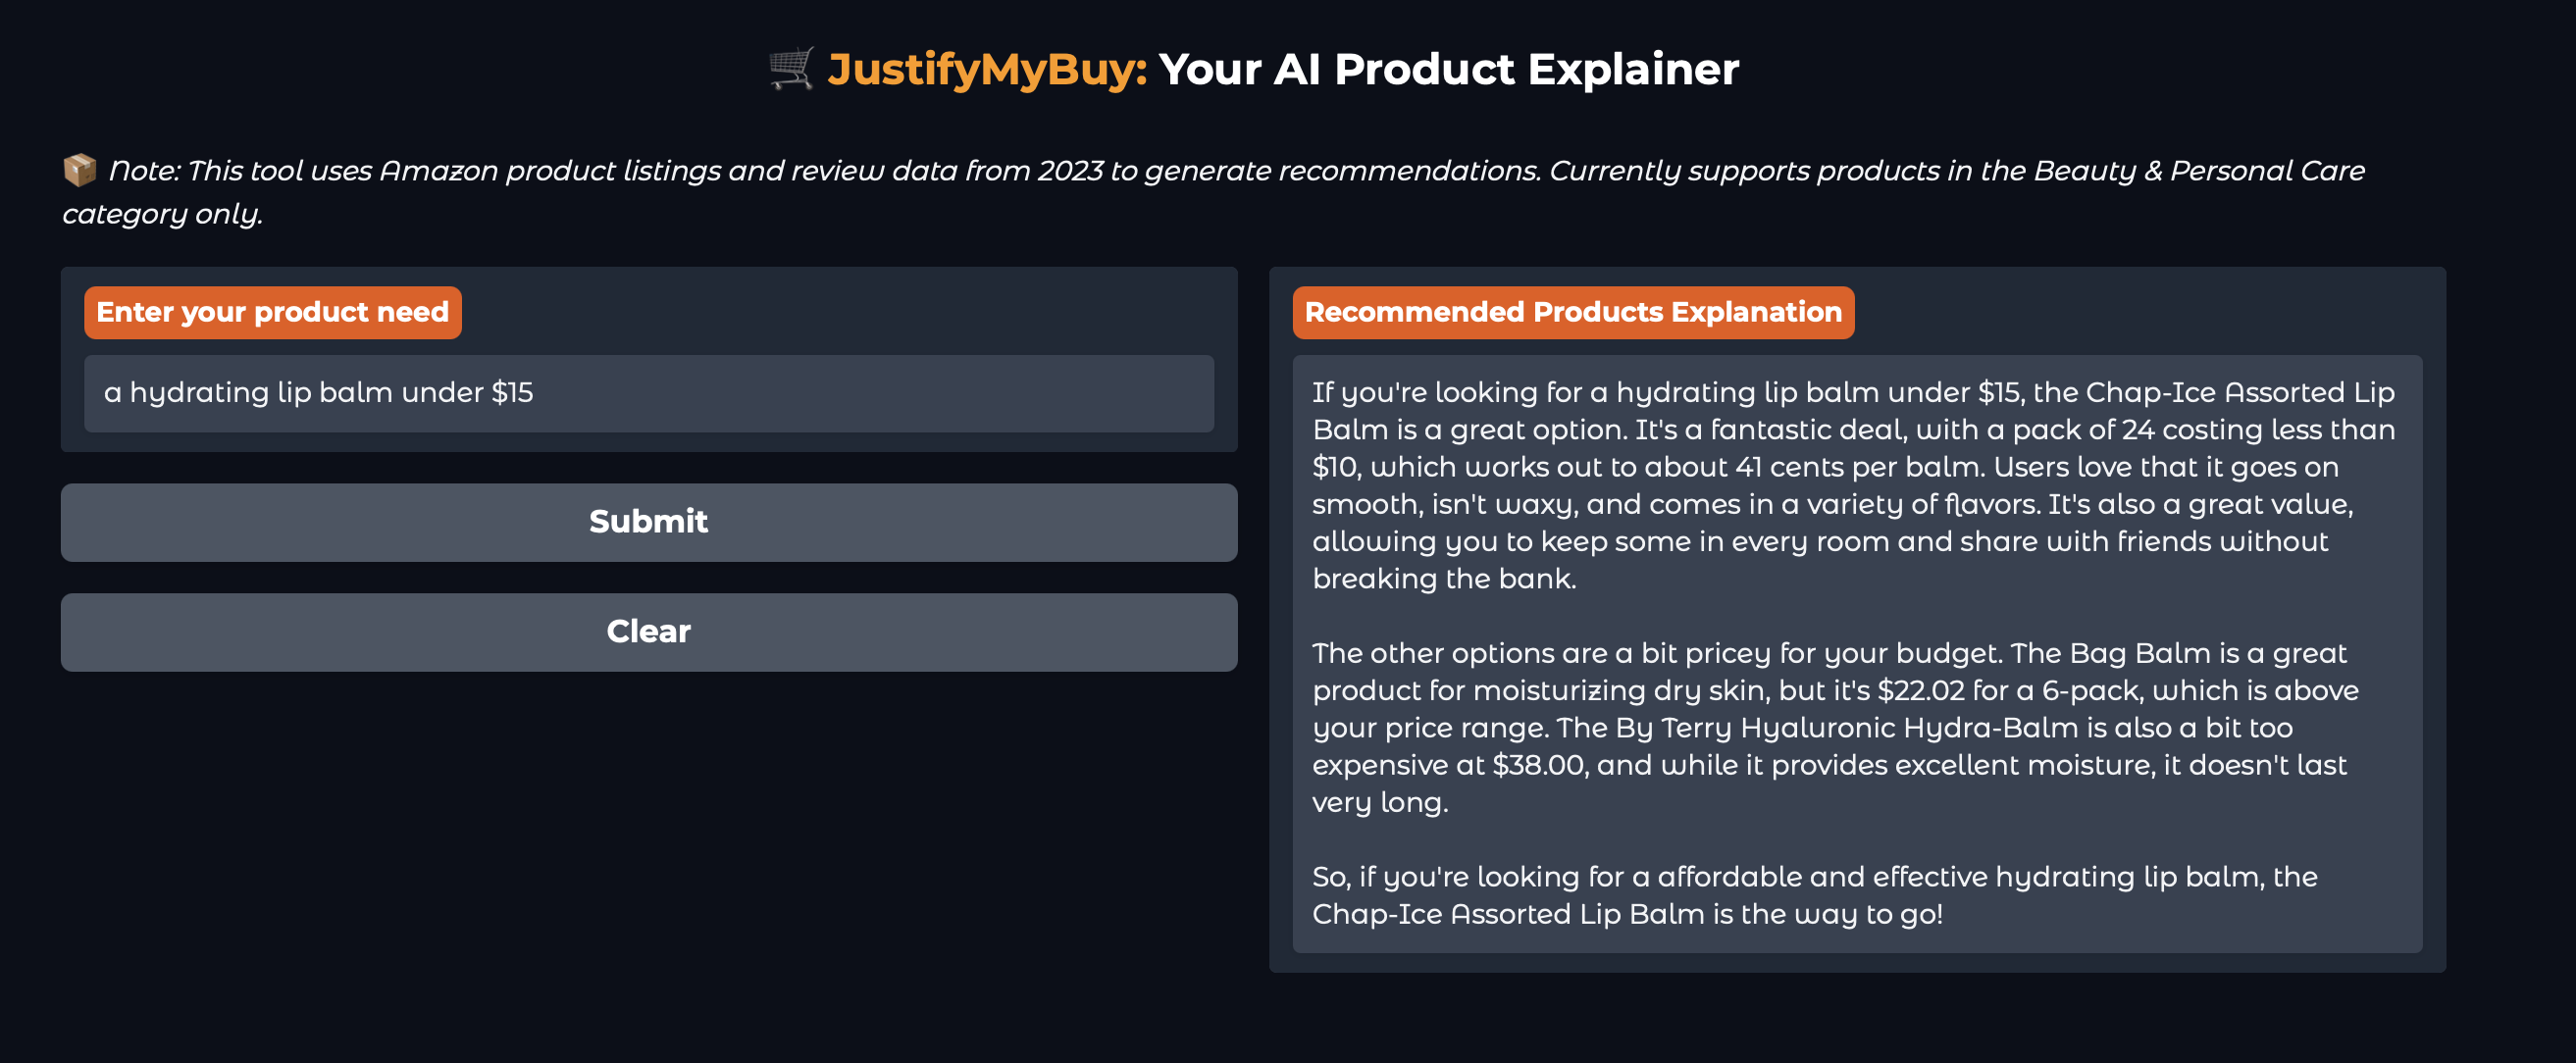 🛒 JustifyMyBuy: Your AI Product Explainer
📦 Note: This tool uses Amazon product listings and review data from 2023 to generate recommendations. Currently supports products in the Beauty & Personal Care
category only.
Enter your product need
a hydrating lip balm under $15
Submit
Clear
Recommended Products Explanation
If you're looking for a hydrating lip balm under $15, the Chap-Ice Assorted Lip
Balm is a great option. It's a fantastic deal, with a pack of 24 costing less than
$10, which works out to about 41 cents per balm. Users love that it goes on
smooth, isn't waxy, and comes in a variety of flavors. It's also a great value,
allowing you to keep some in every room and share with friends without
breaking the bank.
The other options are a bit pricey for your budget. The Bag Balm is a great
product for moisturizing dry skin, but it's $22.02 for a 6-pack, which is above
your price range. The By Terry Hyaluronic Hydra-Balm is also a bit too
expensive at $38.00, and while it provides excellent moisture, it doesn't last
very long.
So, if you're looking for a affordable and effective hydrating lip balm, the
Chap-Ice Assorted Lip Balm is the way to go!